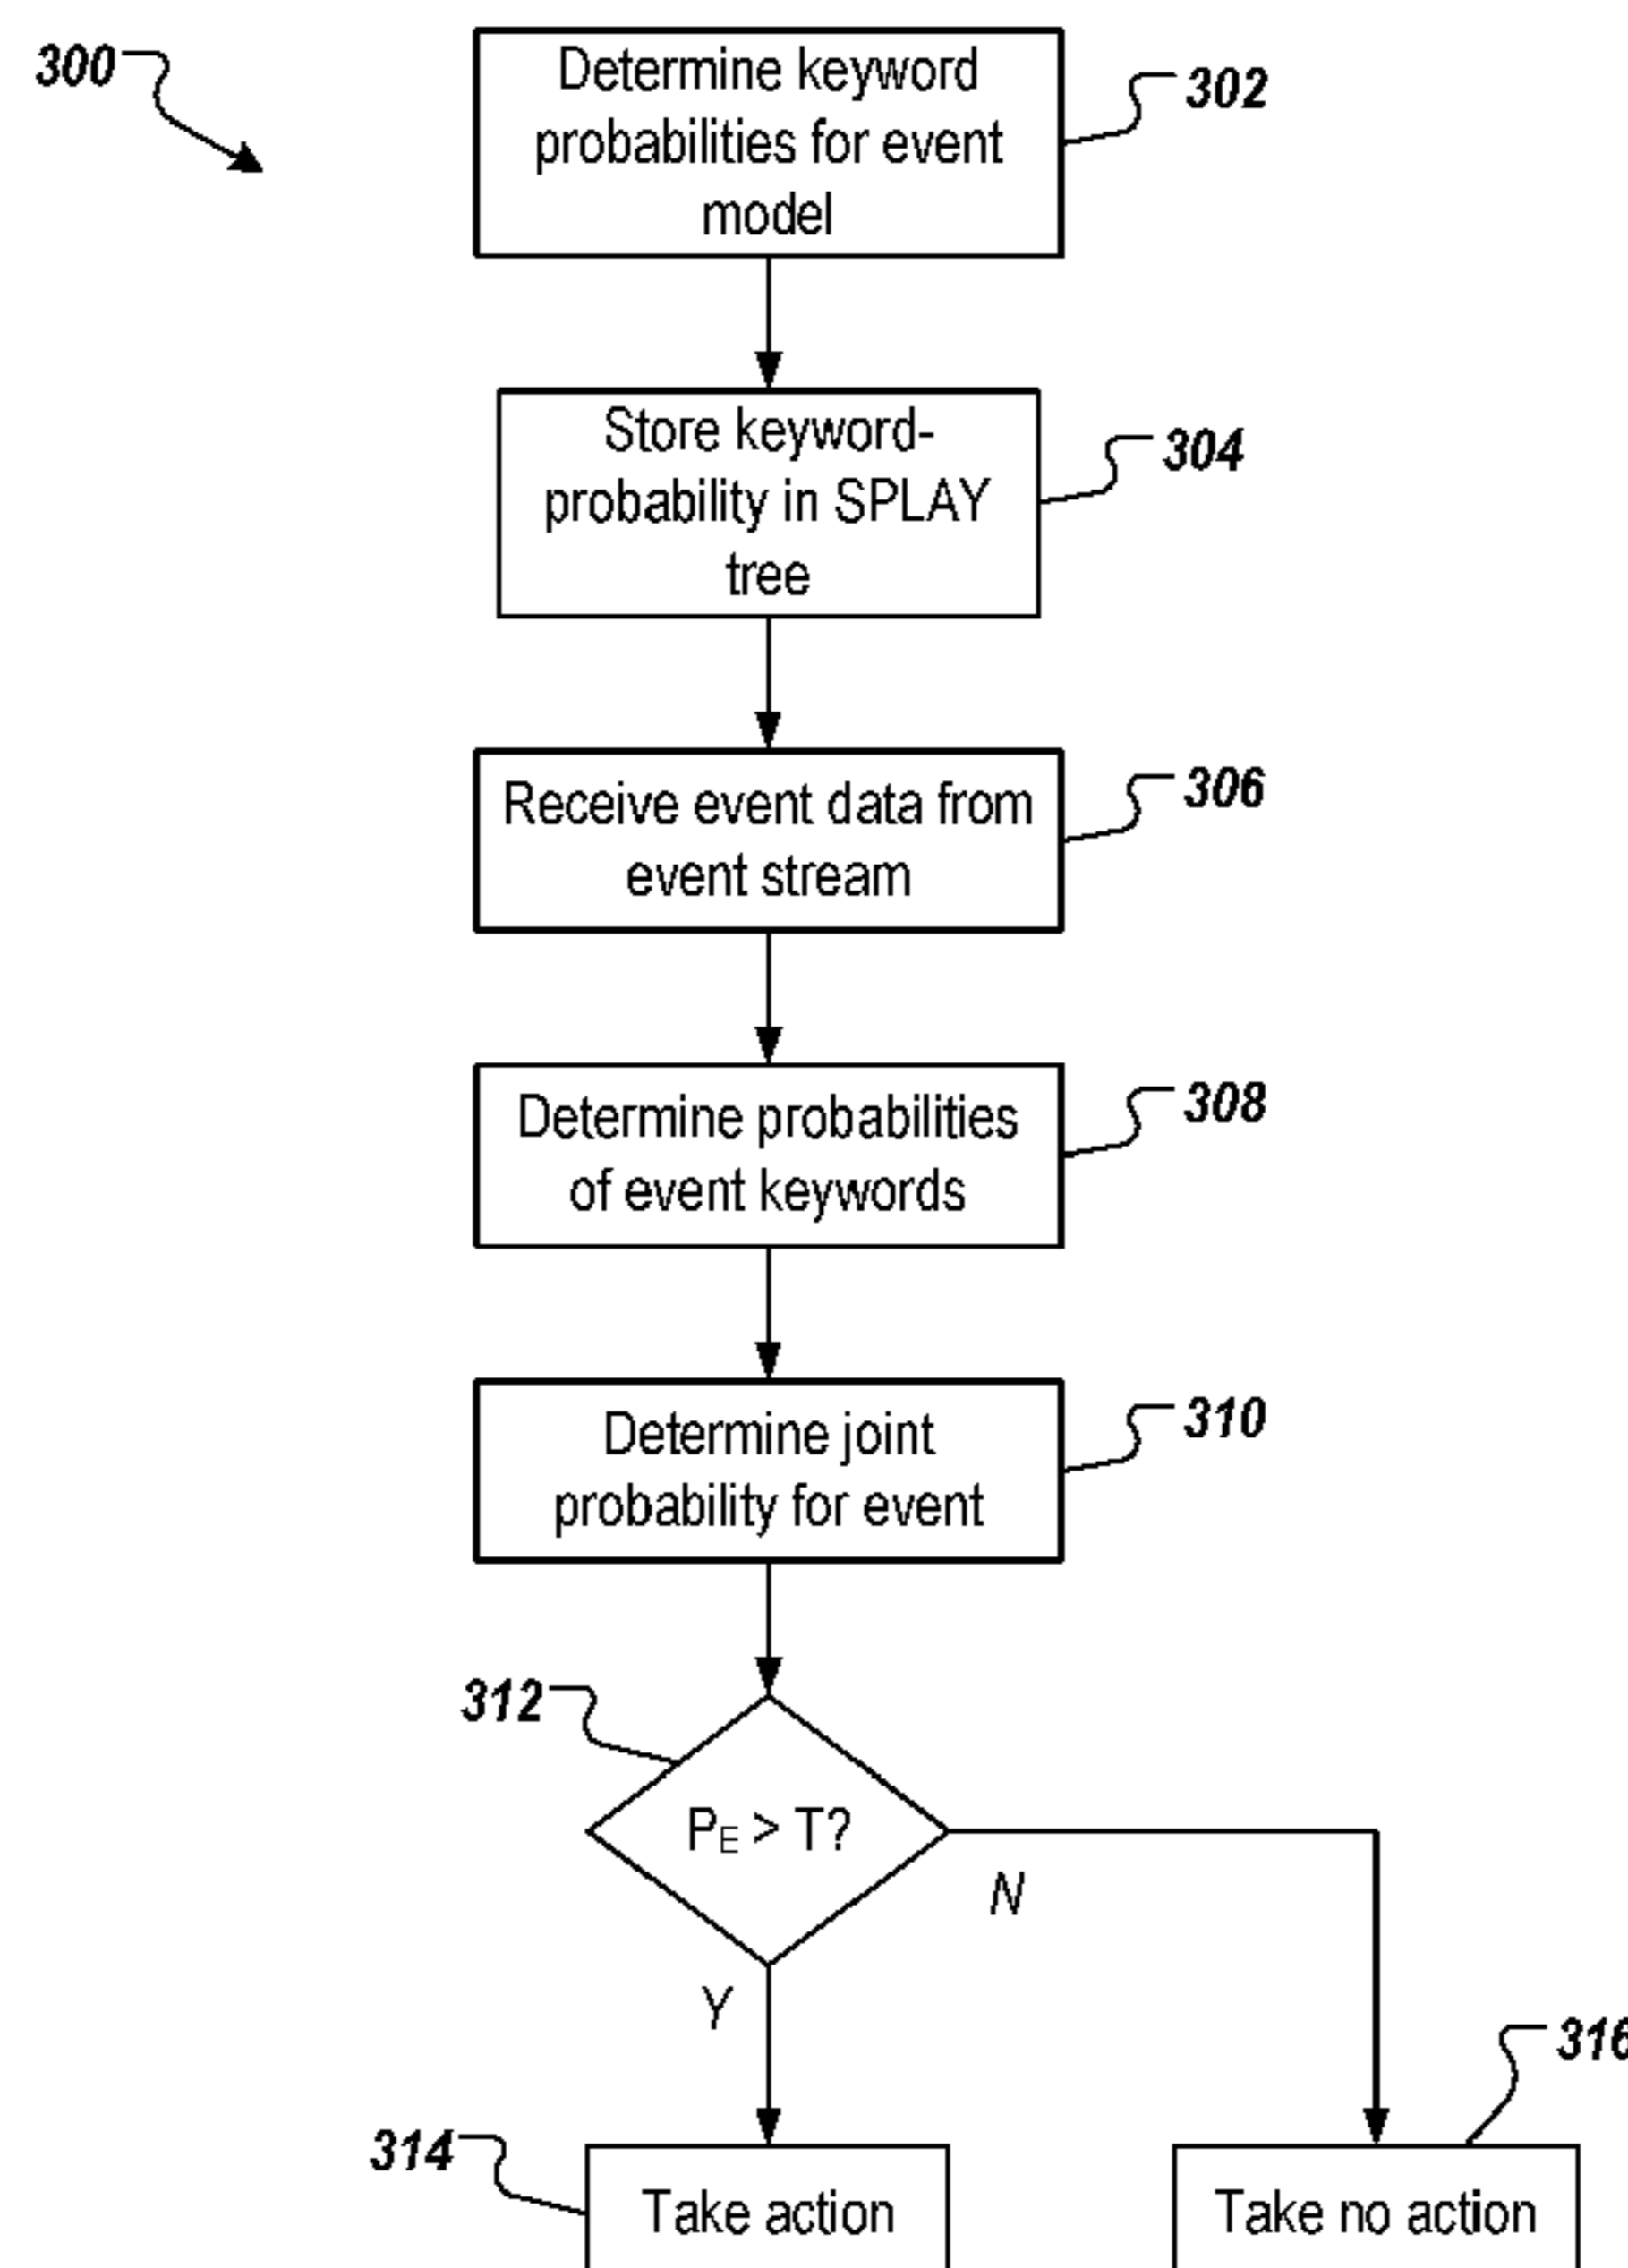 300
Determine keyword
probabilities for event
model
302
Store keyword-
probability in SPLAY
tree
304
Receive event data from
event stream
306
Determine probabilities
of event keywords
308
Determine joint
probability for event
310
312
PE > T?
N
Y
316
314
Take action
Take no action